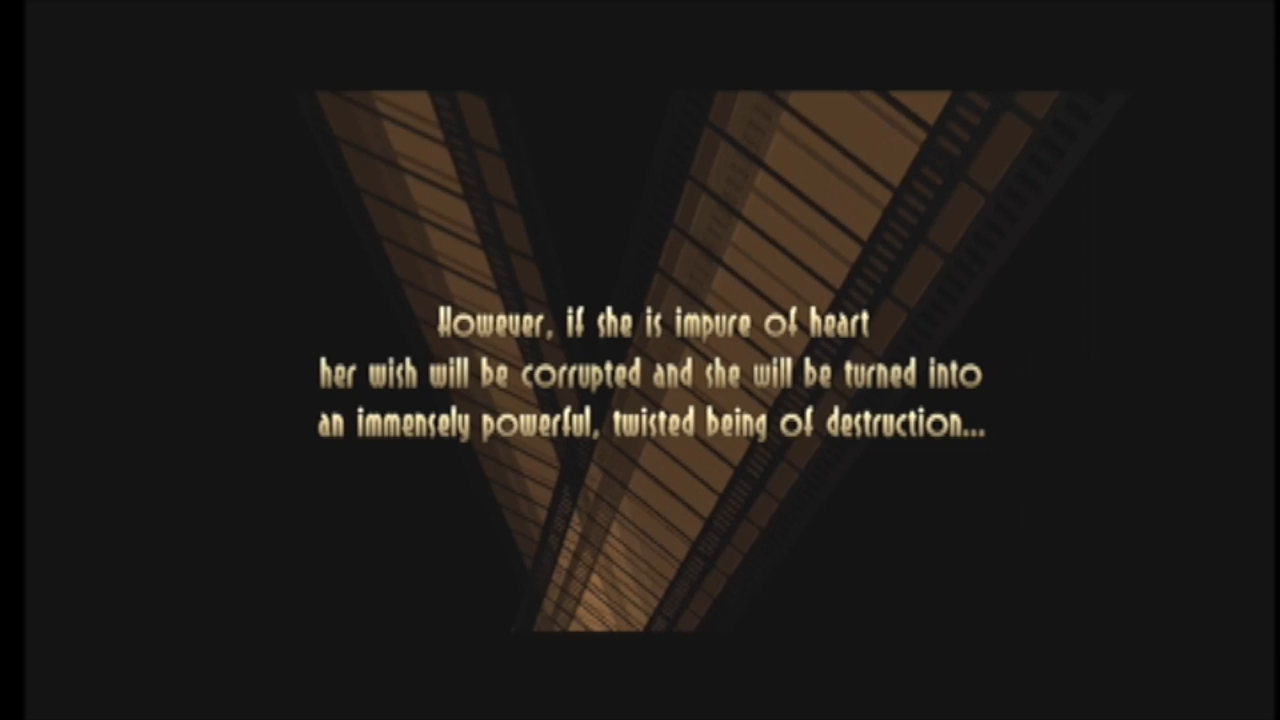 However, if she is impure of heart
her wish will be corrupted and she will be turned into
an immensely powerful, twisted being of destruction...